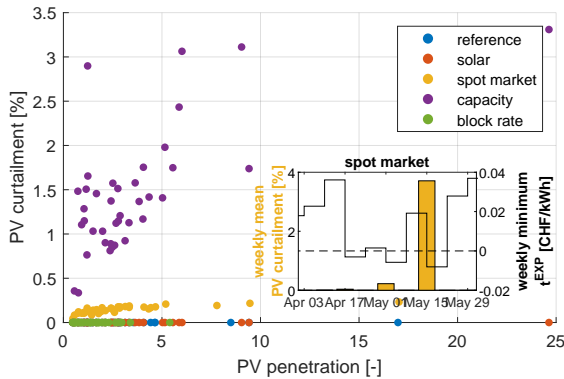 PV curtailment [%]
3.5
3
2.5
2
1.5
1
0.5
0
0
5
10
15
20
25
PV penetration [-]
reference
solar
spot market
capacity
block rate
spot market
weekly mean
PV curtailment [%]
4
2
0
Apr 03
Apr 17
May 01
May 15
May 29
0.04
0.02
0
-0.02
weekly minimum
t^EXP [CHF/kWh]